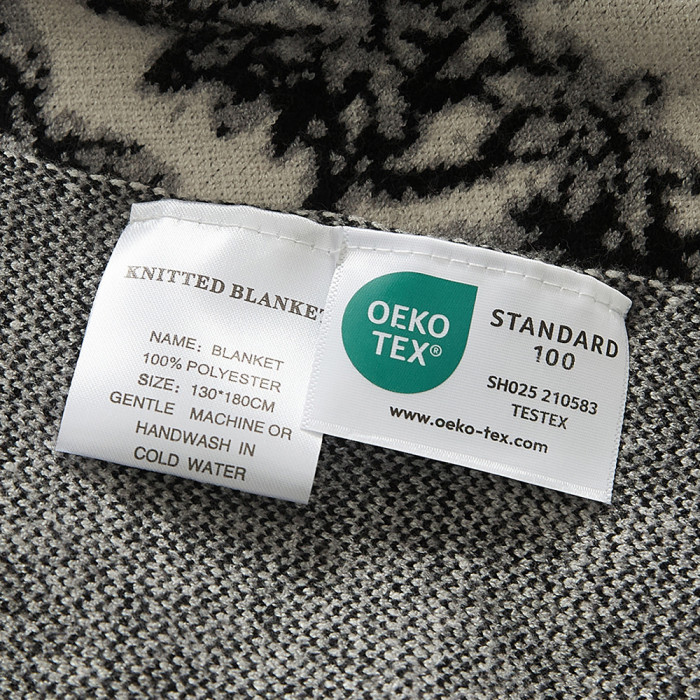 KNITTED BLANKET
NAME: BLANKET
100% POLYESTER
SIZE: 130*180CM
GENTLE MACHINE OR
HANDWASH IN
COLD WATER
OEKO
TEX®
STANDARD
100
SH025 210583
TESTEX
www.oeko-tex.com